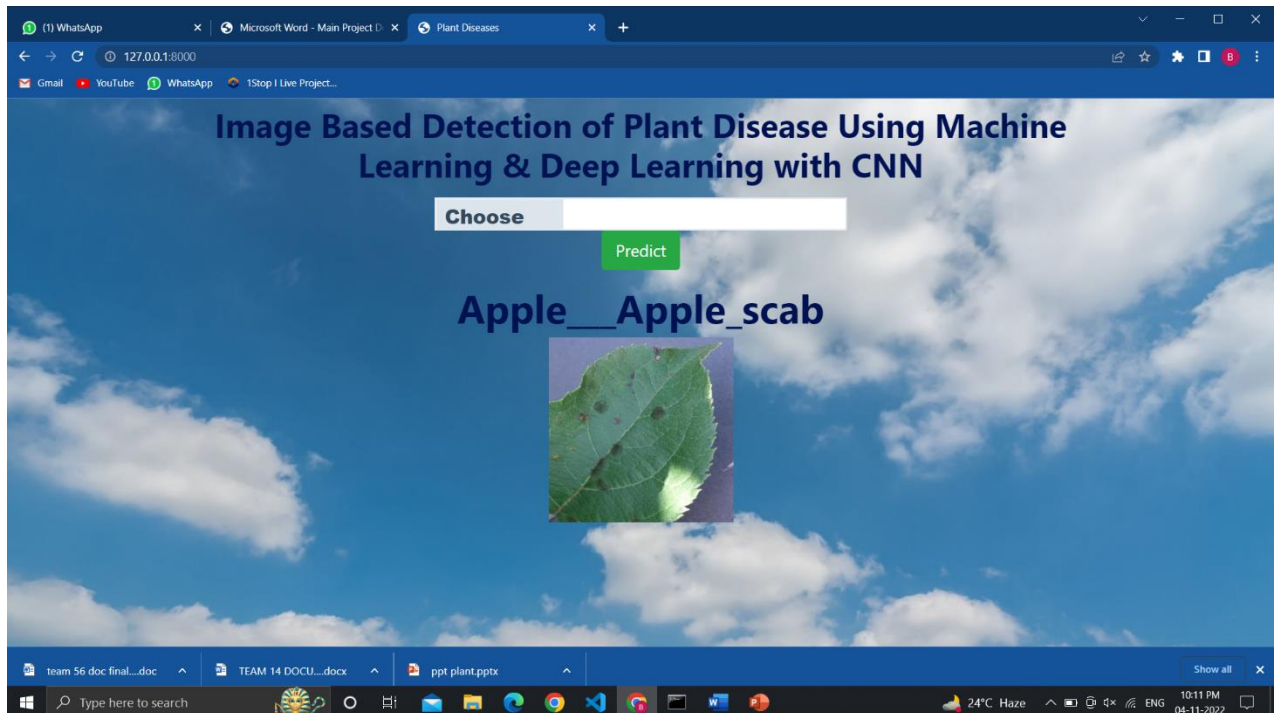 (1) WhatsApp
Microsoft Word - Main Project D
Plant Diseases
127.0.0.1:8000
Gmail
YouTube
WhatsApp
1Stop I Live Project...
B
Image Based Detection of Plant Disease Using Machine
Learning & Deep Learning with CNN
Choose
Predict
Apple___Apple_scab
team 56 doc final....doc
TEAM 14 DOCU....docx
ppt plant.pptx
Show all
Type here to search
24°C Haze
ENG
10:11 PM
04-11-2022